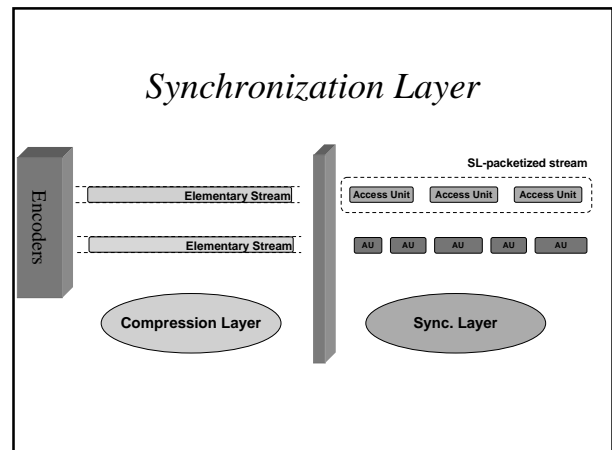 Synchronization Layer
SL-packetized stream
Encoders
Elementary Stream
Access Unit
Access Unit
Access Unit
Elementary Stream
AU
AU
AU
AU
AU
Compression Layer
Sync. Layer